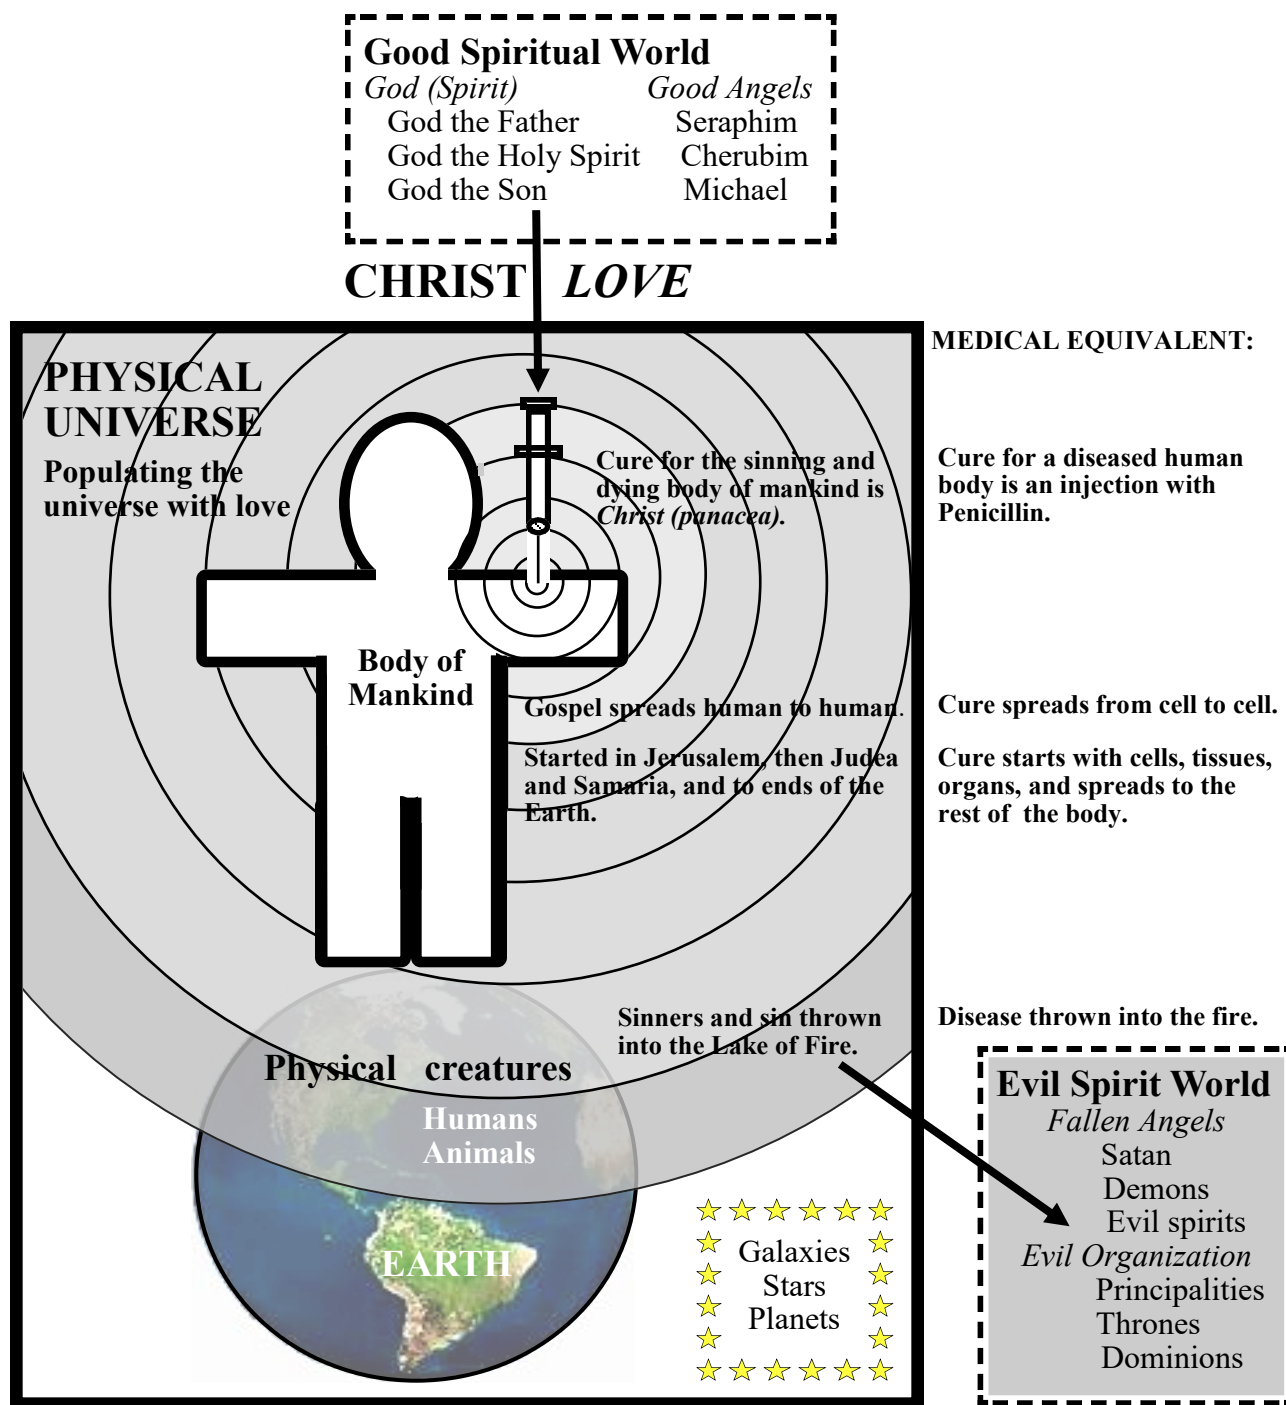 Good Spiritual World
God (Spirit) Good Angels
God the Father Seraphim
God the Holy Spirit Cherubim
God the Son Michael
CHRIST LOVE
PHYSICAL
UNIVERSE
Populating the
universe with love
Cure for the sinning and
dying body of mankind is
Christ (panacea).
Body of
Mankind
Gospel spreads human to human.
Started in Jerusalem, then Judea
and Samaria, and to ends of the
Earth.
Sinners and sin thrown
into the Lake of Fire.
Physical creatures
Humans
Animals
EARTH
Galaxies
Stars
Planets
MEDICAL EQUIVALENT:
Cure for a diseased human
body is an injection with
Penicillin.
Cure spreads from cell to cell.
Cure starts with cells, tissues,
organs, and spreads to the
rest of the body.
Disease thrown into the fire.
Evil Spirit World
Fallen Angels
Satan
Demons
Evil spirits
Evil Organization
Principalities
Thrones
Dominions